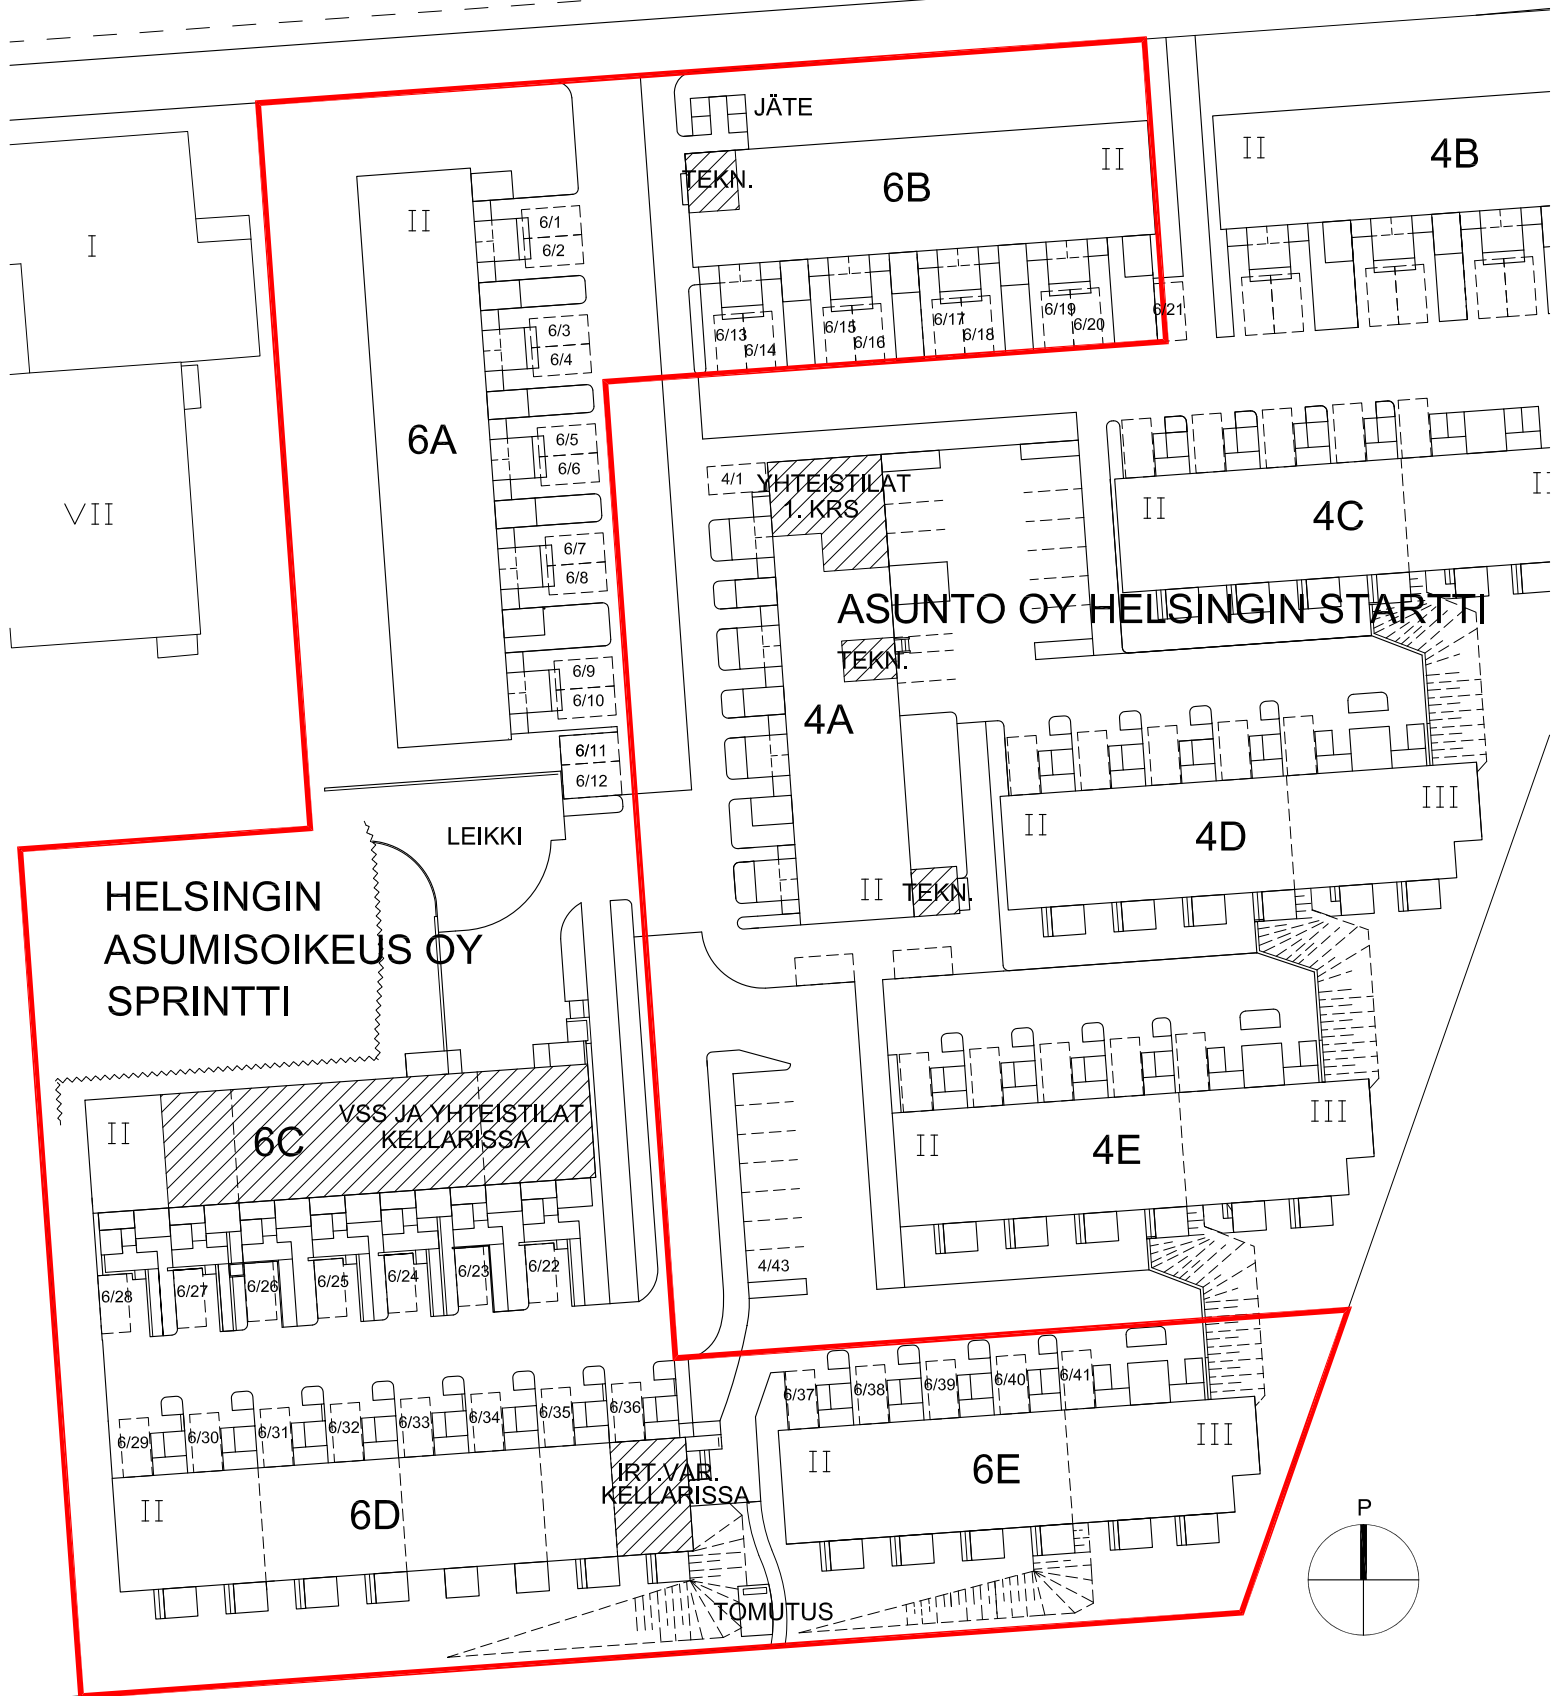 JÄTE
II
TEKN.
6B
II
4B
II
6/1
6/2
I
6/3
6/4
6/13
6/14
6/15
6/16
6/17
6/18
6/19
6/20
6/21
6A
6/5
6/6
4/1
YHTEISTILAT
1. KRS
II
4C
II
VII
6/7
6/8
ASUNTO OY HELSINGIN STARTTI
TEKN.
6/9
6/10
4A
6/11
6/12
LEIKKI
II
4D
III
HELSINGIN
ASUMISOIKEUS OY
SPRINTTI
II
TEKN.
II
6C
VSS JA YHTEISTILAT
KELLARISSA
II
4E
III
6/28
6/27
6/26
6/25
6/24
6/23
6/22
4/43
6/29
6/30
6/31
6/32
6/33
6/34
6/35
6/36
6/37
6/38
6/39
6/40
6/41
II
6D
IRT.VAR.
KELLARISSA
II
6E
III
P
TOMUTUS